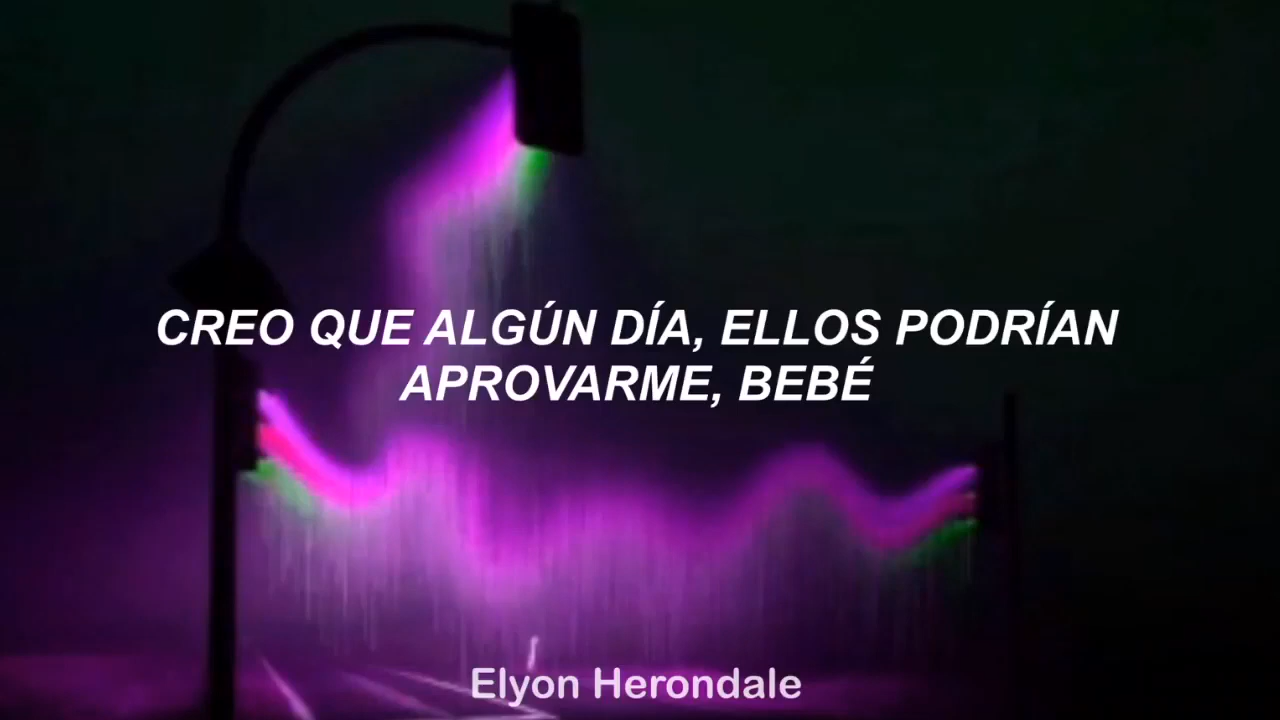 CREO QUE ALGÚN DÍA, ELLOS PODRÍAN
APROVARME, BEBÉ
Elyon Herondale